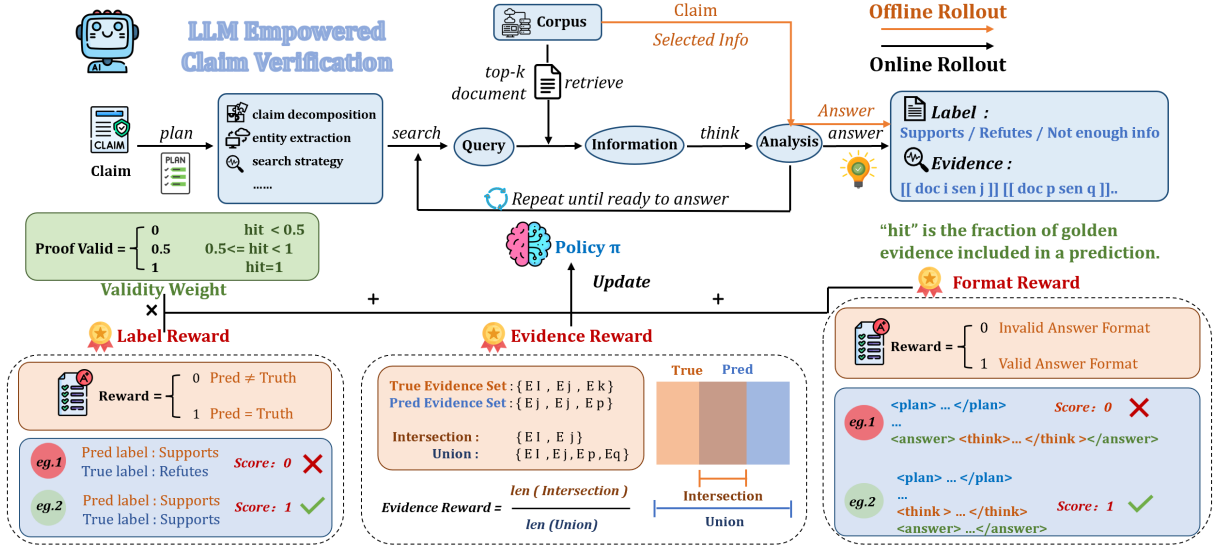 LLM Empowered
Claim Verification
AI
Corpus
Claim
Selected Info
Offline Rollout
Online Rollout
top-k
document
retrieve
CLAIM
Claim
plan
PLAN
claim decomposition
entity extraction
search strategy
......
search
Query
Information
think
Analysis
Answer
answer
Label :
Supports / Refutes / Not enough info
Evidence :
[[ doc i sen j ]] [[ doc p sen q ]]..
Repeat until ready to answer
Proof Valid =
0 hit < 0.5
0.5 0.5<= hit < 1
1 hit=1
Validity Weight
Policy π
Update
“hit” is the fraction of golden
evidence included in a prediction.
×
+
+
Label Reward
Evidence Reward
Format Reward
A+
Reward =
0 Pred ≠ Truth
1 Pred = Truth
eg.1
Pred label : Supports
True label : Refutes
Score: 0
eg.2
Pred label : Supports
True label : Supports
Score: 1
True Evidence Set : { E I , E j , E k }
Pred Evidence Set : { E j , E j , E p }
Intersection : { E I , E j }
Union : { E I , E j , E p , E q }
True Pred
Intersection
Union
Evidence Reward =
len ( Intersection )
len (Union)
A+
Reward =
0 Invalid Answer Format
1 Valid Answer Format
eg.1
<plan> ... </plan>
...
<answer> <think>... </think ></answer>
Score: 0
eg.2
<plan> ... </plan>
...
<think > ... </think>
<answer> ...</answer>
Score: 1